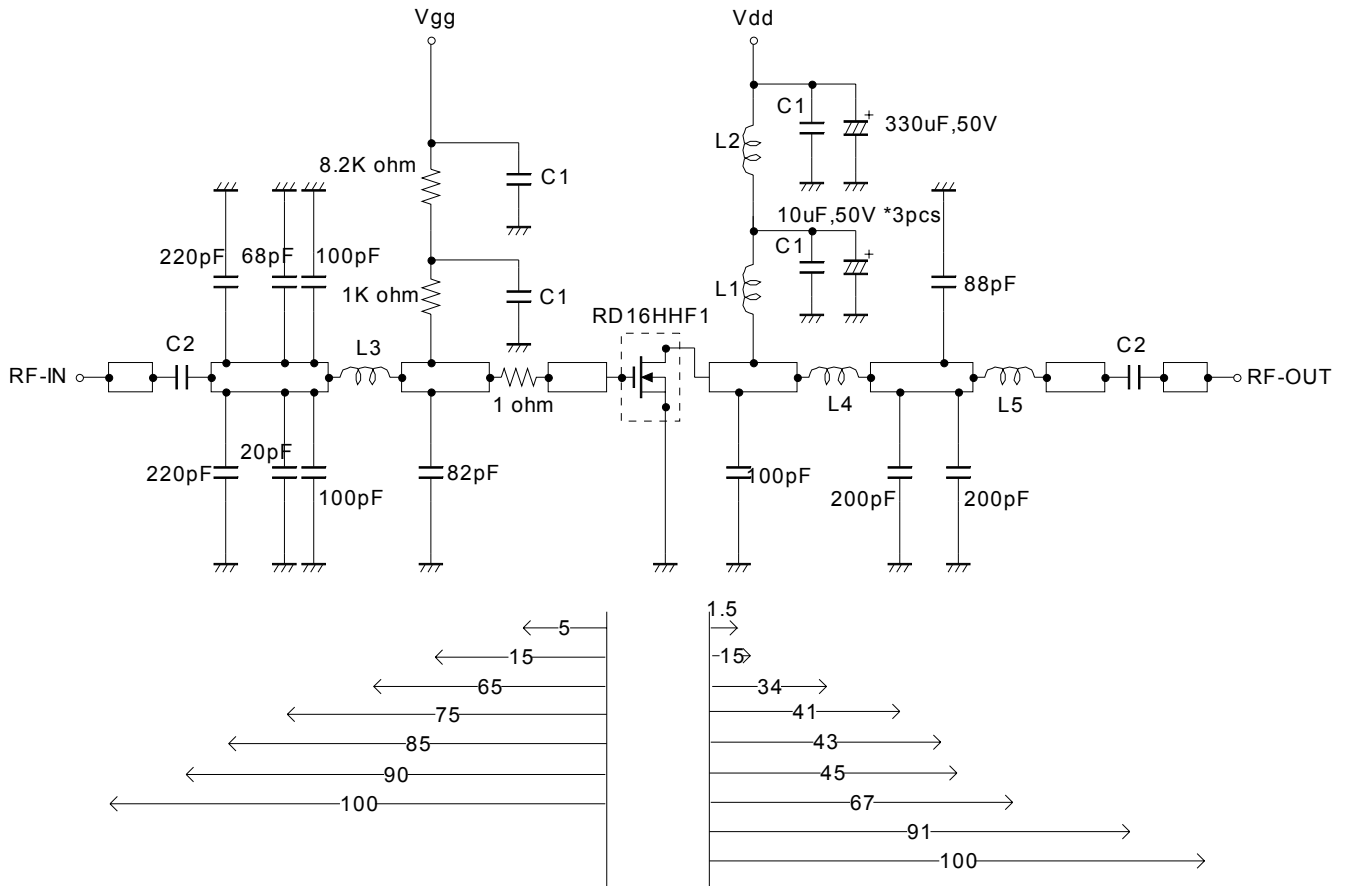 Vgg
Vdd
C1
330uF,50V
L2
8.2K ohm
C1
10uF,50V *3pcs
C1
220pF
68pF
100pF
1K ohm
C1
L1
88pF
RD16HHF1
C2
L3
C2
RF-IN
RF-OUT
1 ohm
L4
L5
220pF
20pF
100pF
82pF
100pF
200pF
200pF
1.5
5
15
15
65
34
75
41
85
43
90
45
100
67
91
100